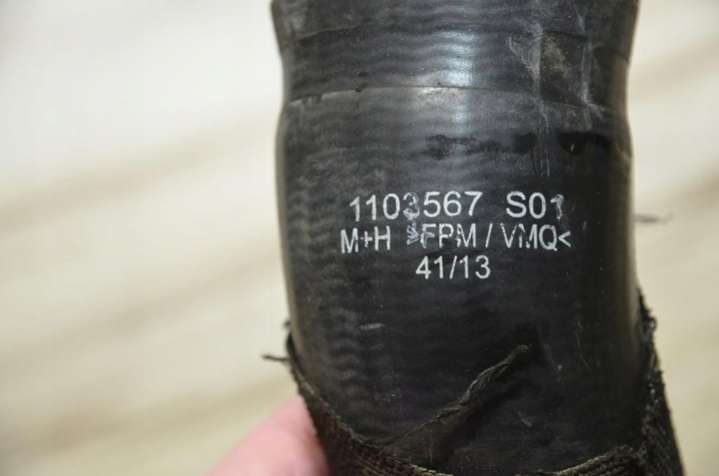 1103567 S01
M+H >FPM / VMQ<
41/13